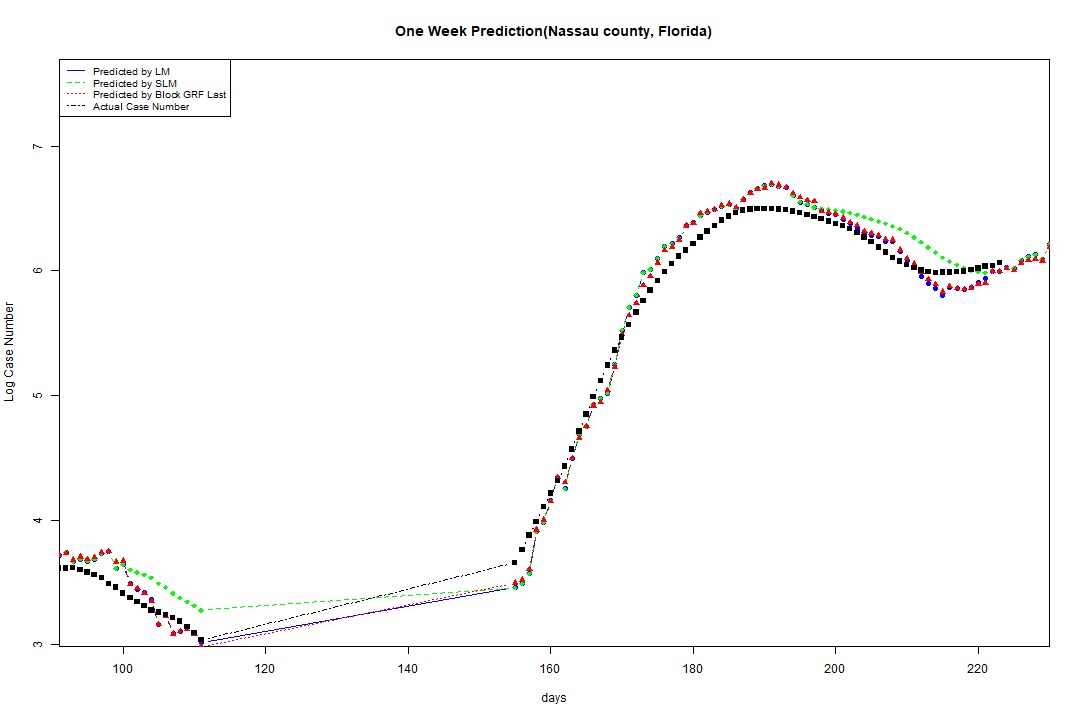 One Week Prediction(Nassau county, Florida)
Predicted by LM
Predicted by SLM
Predicted by Block GRF Last
Actual Case Number
7
6
5
4
3
Log Case Number
100 120 140 160 180 200 220
days